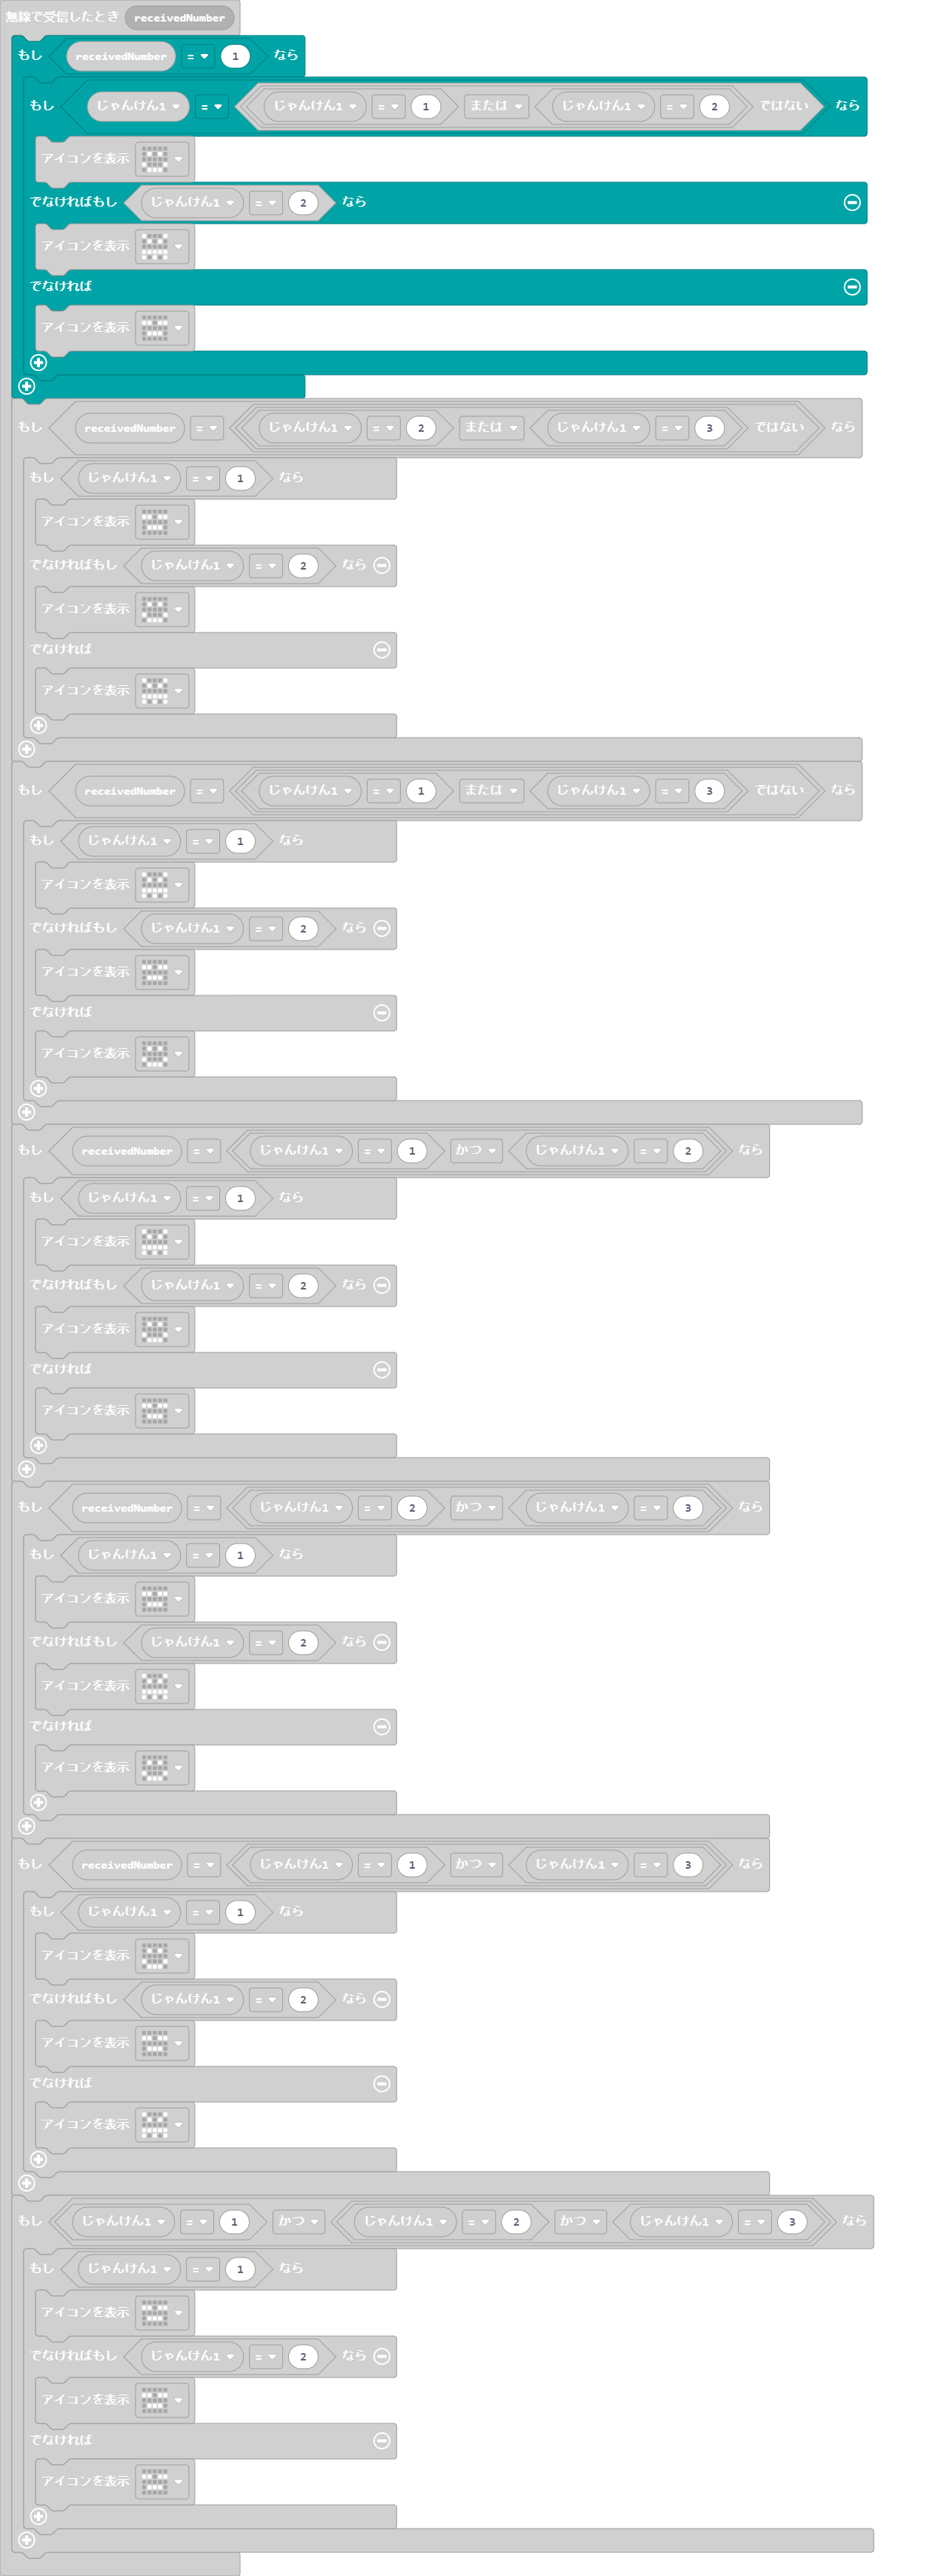 無線で受信したとき receivedNumber
もし receivedNumber = 1 なら
もし じゃんけん1 = じゃんけん1 = 1 または じゃんけん1 = 2 ではない なら
アイコンを表示
でなければもし じゃんけん1 = 2 なら
アイコンを表示
でなければ
アイコンを表示
もし receivedNumber = じゃんけん1 = 2 または じゃんけん1 = 3 ではない なら
もし じゃんけん1 = 1 なら
アイコンを表示
でなければもし じゃんけん1 = 2 なら
アイコンを表示
でなければ
アイコンを表示
もし receivedNumber = じゃんけん1 = 1 または じゃんけん1 = 3 ではない なら
もし じゃんけん1 = 1 なら
アイコンを表示
でなければもし じゃんけん1 = 2 なら
アイコンを表示
でなければ
アイコンを表示
もし receivedNumber = じゃんけん1 = 1 かつ じゃんけん1 = 2 なら
もし じゃんけん1 = 1 なら
アイコンを表示
でなければもし じゃんけん1 = 2 なら
アイコンを表示
でなければ
アイコンを表示
もし receivedNumber = じゃんけん1 = 2 かつ じゃんけん1 = 3 なら
もし じゃんけん1 = 1 なら
アイコンを表示
でなければもし じゃんけん1 = 2 なら
アイコンを表示
でなければ
アイコンを表示
もし receivedNumber = じゃんけん1 = 1 かつ じゃんけん1 = 3 なら
もし じゃんけん1 = 1 なら
アイコンを表示
でなければもし じゃんけん1 = 2 なら
アイコンを表示
でなければ
アイコンを表示
もし じゃんけん1 = 1 かつ じゃんけん1 = 2 かつ じゃんけん1 = 3 なら
もし じゃんけん1 = 1 なら
アイコンを表示
でなければもし じゃんけん1 = 2 なら
アイコンを表示
でなければ
アイコンを表示